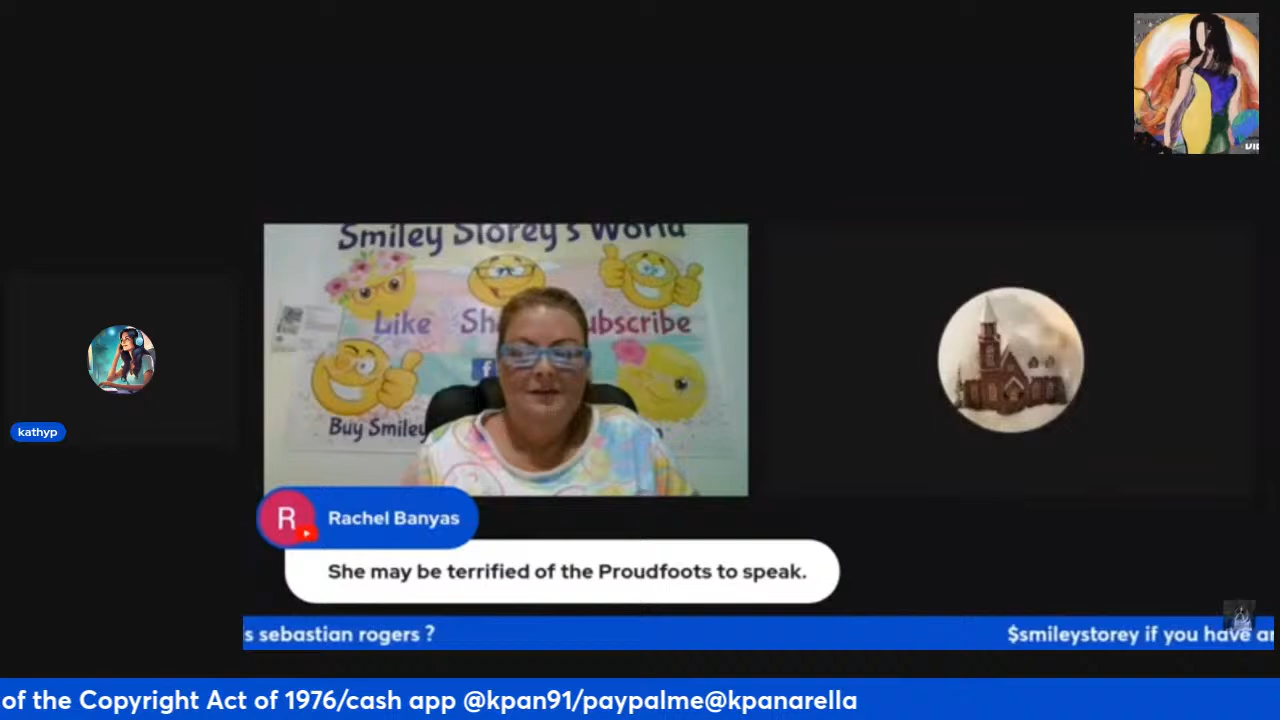 Smiley Storey's World
Like Sh ubscribe
f
Buy Smiley
kathyp
R
Rachel Banyas
She may be terrified of the Proudfoots to speak.
s sebastian rogers ?
$smileystorey if you have a
of the Copyright Act of 1976/cash app @kpan91/paypalme@kpanarella